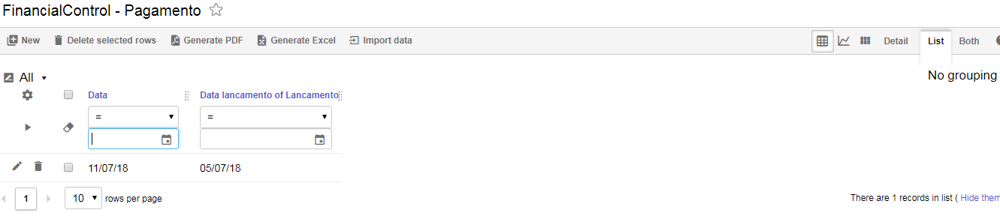 FinancialControl - Pagamento
New Delete selected rows Generate PDF Generate Excel Import data Detail List Both
All No grouping
Data Data lancamento of Lancamento
= =
11/07/18 05/07/18
1 10 rows per page There are 1 records in list ( Hide them